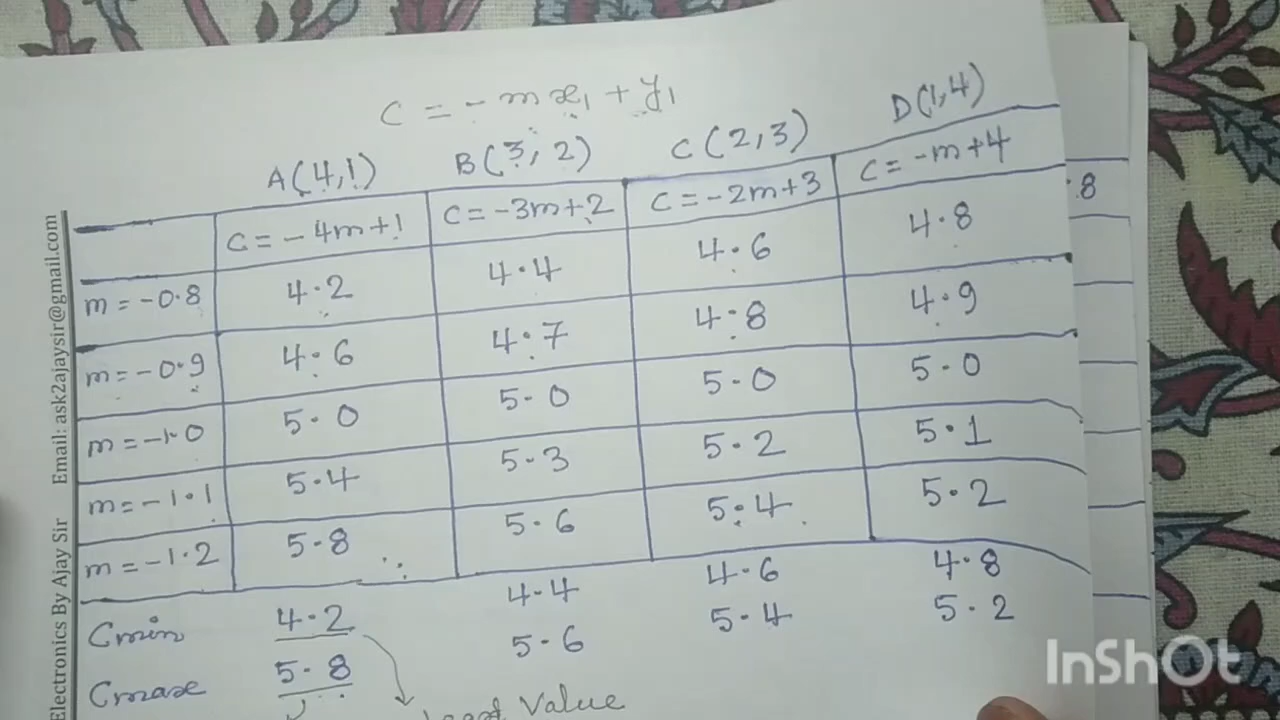 C = - m x₁ + y₁
A(4,1) B(3,2) C(2,3) D(1,4)
C = - 4m+1 C=-3m+2 C=-2m+3 C=-m+4
m = -0.8 4.2 4.4 4.6 4.8
m = -0.9 4.6 4.7 4.8 4.9
m = -1.0 5.0 5.0 5.0 5.0
m = -1.1 5.4 5.3 5.2 5.1
m = -1.2 5.8 5.6 5.4 5.2
Cmin 4.2 4.4 4.6 4.8
Cmax 5.8 5.6 5.4 5.2
Value
.8
Electronics By Ajay Sir Email: ask2ajaysir@gmail.com
InShOt